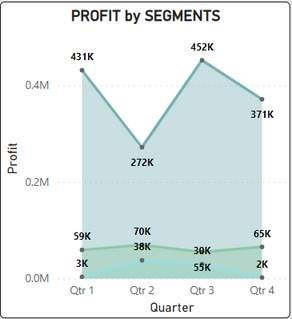 PROFIT by SEGMENTS
452K
431K
0.4M
371K
272K
Profit
0.2M
59K
70K
30K
65K
3K
38K
55K
2K
0.0M
Qtr 1
Qtr 2
Qtr 3
Qtr 4
Quarter